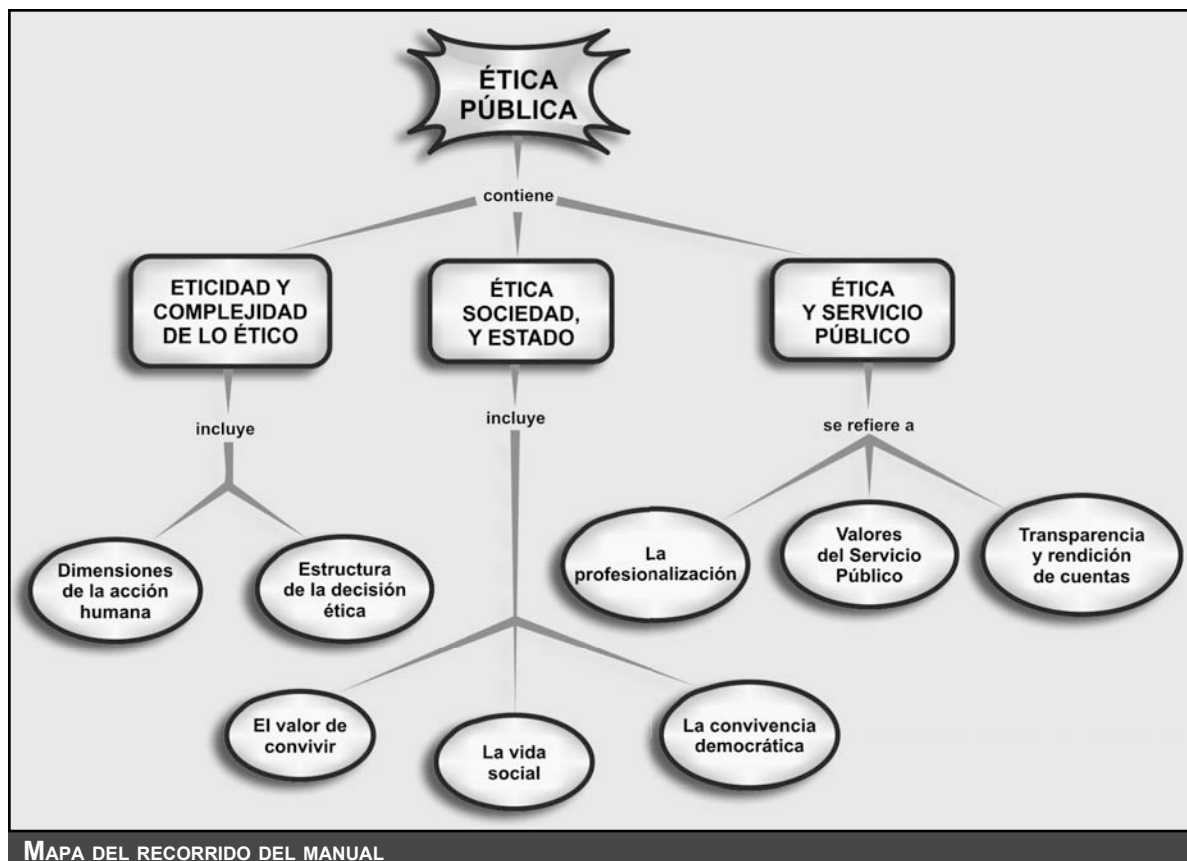 ÉTICA
PÚBLICA
contiene
ETICIDAD Y
COMPLEJIDAD
DE LO ÉTICO
ÉTICA
SOCIEDAD,
Y ESTADO
ÉTICA
Y SERVICIO
PÚBLICO
incluye
incluye
se refiere a
Dimensiones
de la acción
humana
Estructura
de la decisión
ética
La
profesionalización
Valores
del Servicio
Público
Transparencia
y rendición
de cuentas
El valor de
convivir
La vida
social
La convivencia
democrática
MAPA DEL RECORRIDO DEL MANUAL